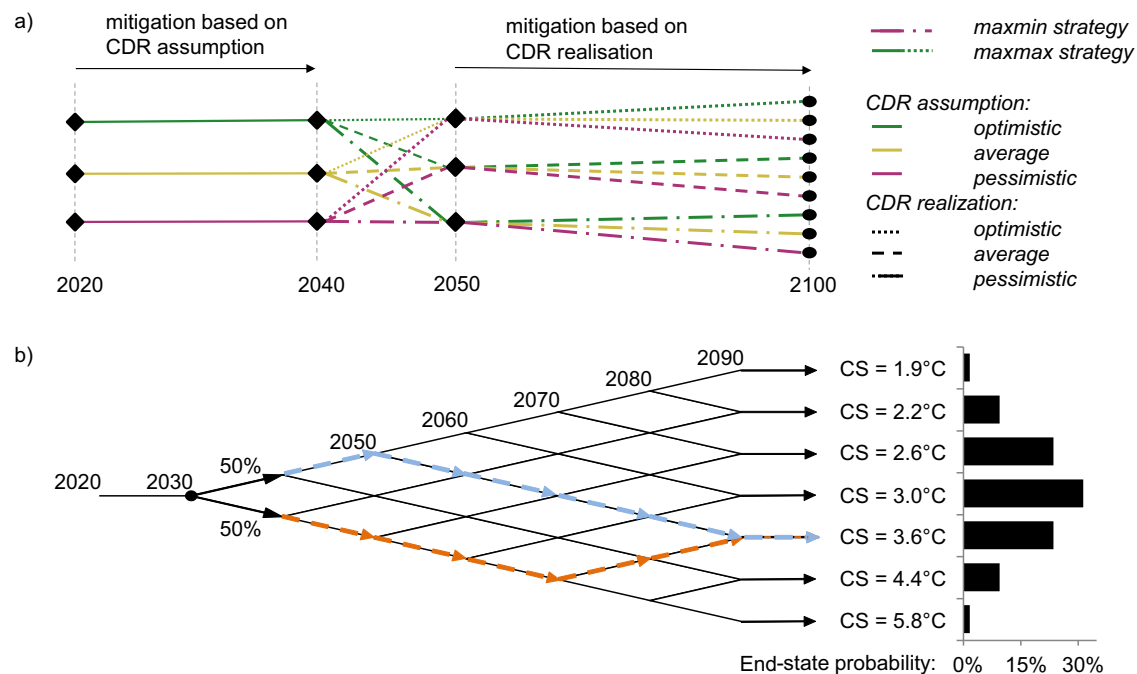 a)
mitigation based on
CDR assumption
mitigation based on
CDR realisation
2020
2040
2050
2100
maxmin strategy
maxmax strategy
CDR assumption:
optimistic
average
pessimistic
CDR realization:
optimistic
average
pessimistic
b)
2020
2030
50%
50%
2050
2060
2070
2080
2090
CS = 1.9°C
CS = 2.2°C
CS = 2.6°C
CS = 3.0°C
CS = 3.6°C
CS = 4.4°C
CS = 5.8°C
End-state probability: 0% 15% 30%